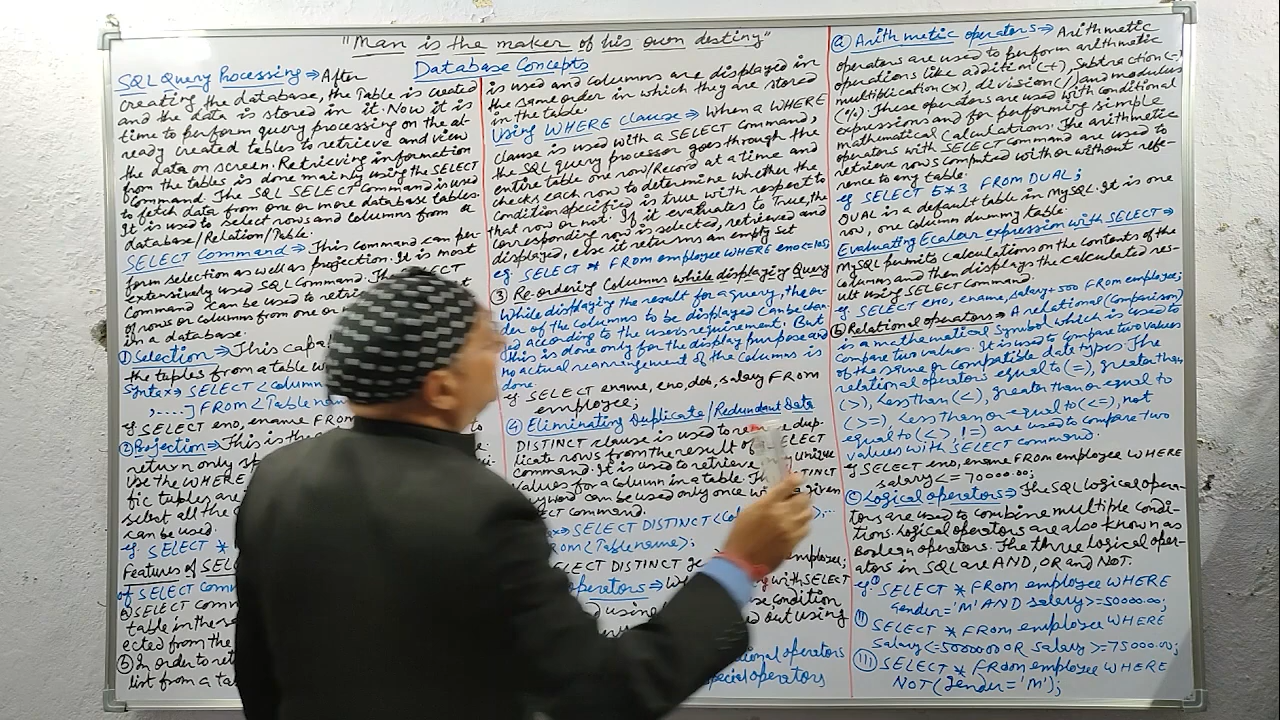 "Man is the maker of his own destiny"
Database Concepts
SQL Query Processing ⇒ After
creating the database, the Table is created
and the data is stored in it. Now it is
time to perform query processing on the al-
ready created tables to retrieve and view
the data on screen. Retrieving information
from the tables is done mainly using the SELECT
Command. The SQL SELECT Command is used
to fetch data from one or more database tables.
It is used to select rows and columns from a
database/Relation/Table.
SELECT Command ⇒ This command can per-
form selection as well as projection. It is most
extensively used SQL Command. The SELECT
Command can be used to retri
of rows or columns from one or
in a database.
① Selection ⇒ This capa
the tuples from a table w
Syntax → SELECT <column
,.....] FROM <Table nam
eg SELECT eno, ename FROM
② Projection ⇒ This is the
return only sp
Use the WHERE
fic tuples are
select all the
can be used.
eg. SELECT *
Features of SEL
of SELECT Comm
ⓐ SELECT comm
table in the
ected from the
ⓑ In order to ret
list from a ta
is used and columns are displayed in
the same order in which they are stored
in the table.
Using WHERE Clause ⇒ When a WHERE
clause is used with a SELECT Command,
the SQL query processor goes through the
entire table one row/Record at a time and
checks each row to determine whether the
Condition specified is true with respect to
that row or not. If it evaluates to True, the
corresponding row is selected, retrieved and
displayed, else it returns an empty set
eg. SELECT * FROM employee WHERE eno<=105;
③ Re-ordering Columns while displaying Query
While displaying the result for a query, the or-
der of the columns to be displayed can be chan-
ged according to the users requirement. But
this is done only for the display purpose and
no actual rearrangement of the columns is
done.
eg SELECT ename, eno, dob, salary FROM
employee;
④ Eliminating Duplicate/Redundant Data
DISTINCT clause is used to dup-
licate rows from the result of SELECT
Command. It is used to retrieve unique
values for a column in a table. The DISTINCT
keyword can be used only once with a given
SELECT command.
SELECT DISTINCT <
FROM <Table name>;
SELECT DISTINCT employee;
operators ⇒ with SELECT
condition
out using
operators
special operators
ⓐ Arithmetic operators ⇒ Arithmetic
operators are used to perform arithmetic
operations like addition (+), Subtraction (-)
multiplication (×), division (/) and modulus
(%). These operators are used with conditional
expressions and for performing simple
mathematical Calculations. The arithmetic
operators with SELECT Command are used to
retrieve rows computed with or without refe-
rence to any table.
eg SELECT 5*3 FROM DUAL;
DUAL is a default table in MySQL. It is one
row, one column dummy table.
Evaluating Ecalour expression with SELECT ⇒
MySQL permits calculations on the contents of the
columns and then displays the calculated res-
ult using SELECT Command.
eg. SELECT eno, ename, salary+500 FROM employee;
ⓑ Relational operators ⇒ A relational (Comparison)
is a mathematical symbol which is used to
compare two values. It is used to compare two values
of the same or compatible date types. The
relational operators equal to (=), greater than
(>), Less than (<), greater than or equal to
(>=), Less than or equal to (<=), not
equal to (<>, !=) are used to compare two
values with SELECT command.
eg SELECT eno, ename FROM employee WHERE
salary<=70000.00;
ⓒ Logical operators ⇒ The SQL logical opera-
tors are used to combine multiple condi-
tions. Logical operators are also known as
Boolean operators. The three logical oper-
ators in SQL are AND, OR and NOT.
eg ① SELECT * FROM employee WHERE
Gender='M' AND salary>=50000.00;
II SELECT * FROM employee WHERE
Salary<=50000.00 OR salary >=75000.00;
III SELECT * FROM employee WHERE
NOT (Gender='M');